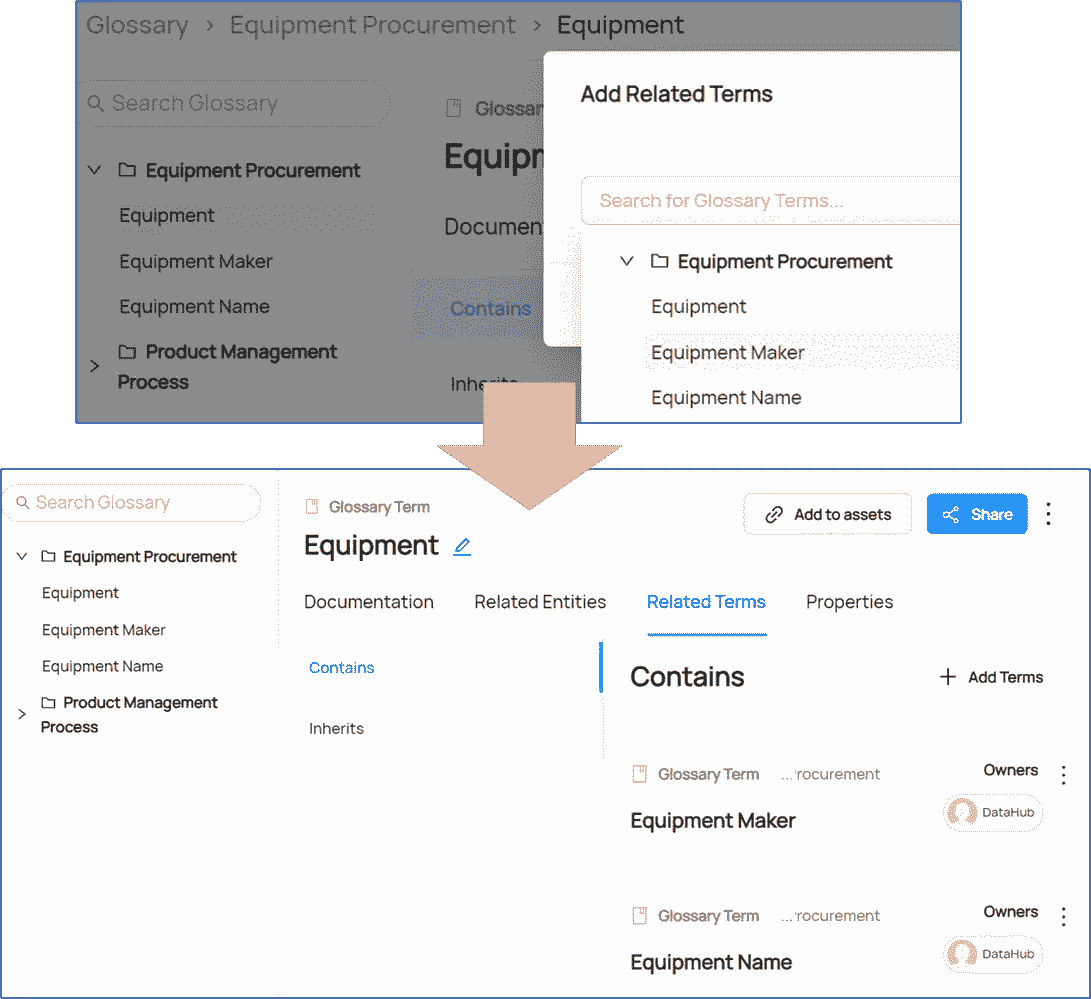 Glossary > Equipment Procurement > Equipment
Search Glossary
Equipment Procurement
Equipment
Equipment Maker
Equipment Name
Product Management
Process
Glossar
Equipm
Documen
Contains
Inherits
Add Related Terms
Search for Glossary Terms...
Equipment Procurement
Equipment
Equipment Maker
Equipment Name
Search Glossary
Equipment Procurement
Equipment
Equipment Maker
Equipment Name
Product Management
Process
Glossary Term
Equipment
Add to assets
Share
Documentation
Related Entities
Related Terms
Properties
Contains
Inherits
Contains
Add Terms
Glossary Term
...rocurement
Equipment Maker
Owners
DataHub
Glossary Term
...rocurement
Equipment Name
Owners
DataHub